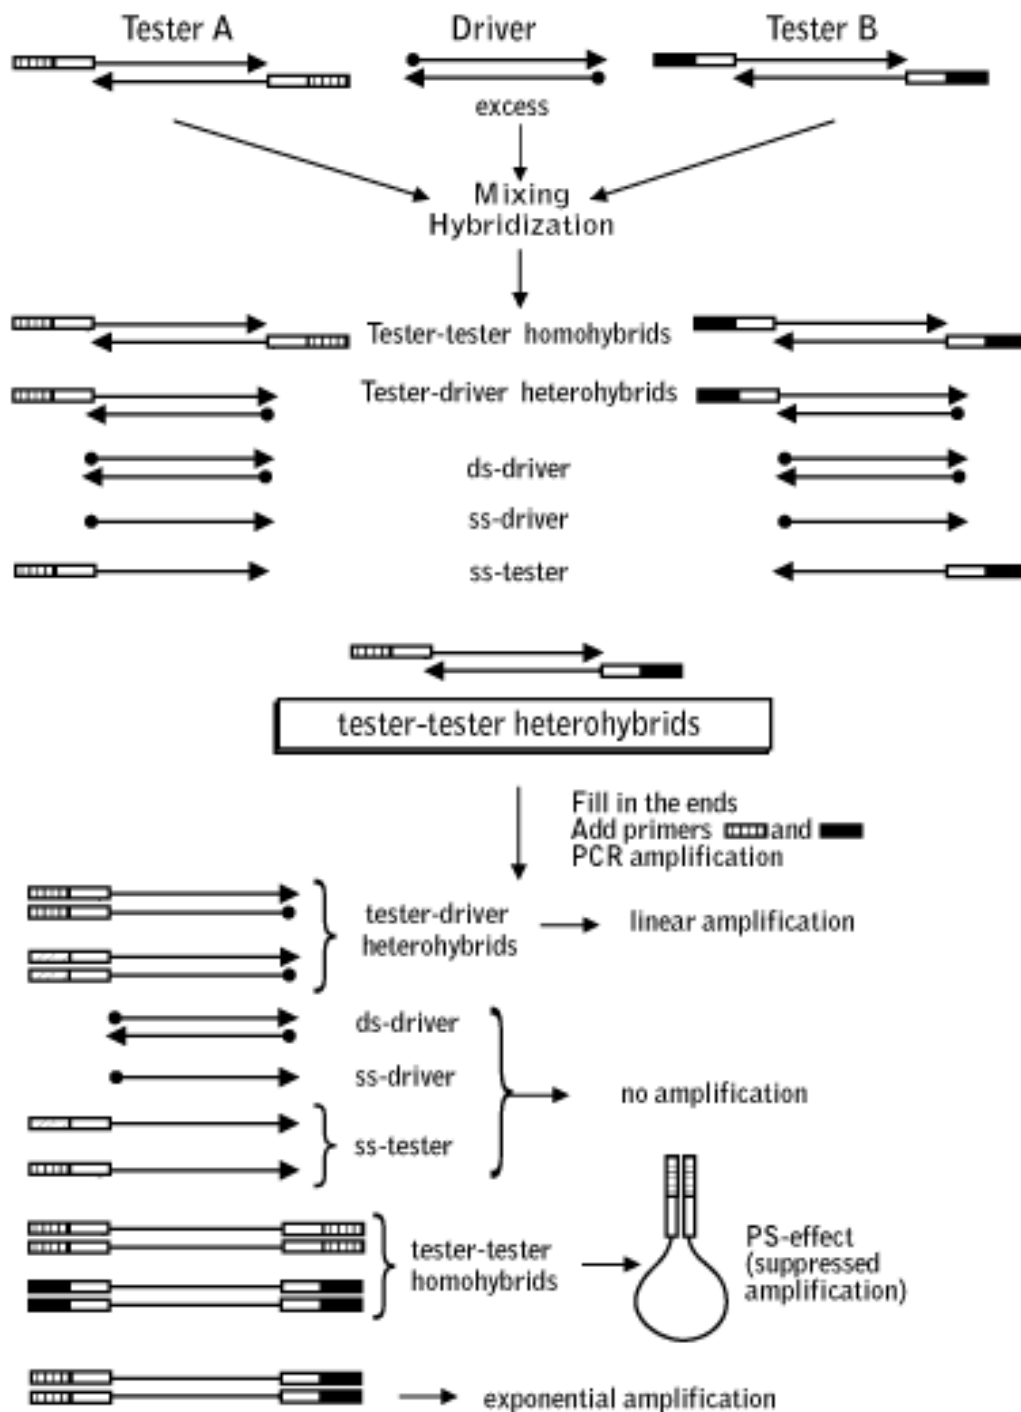 Tester A
Driver
Tester B
excess
Mixing
Hybridization
Tester-tester homohybrids
Tester-driver heterohybrids
ds-driver
ss-driver
ss-tester
tester-tester heterohybrids
Fill in the ends
Add primers and
PCR amplification
tester-driver
heterohybrids
linear amplification
ds-driver
ss-driver
no amplification
ss-tester
tester-tester
homohybrids
PS-effect
(suppressed
amplification)
exponential amplification